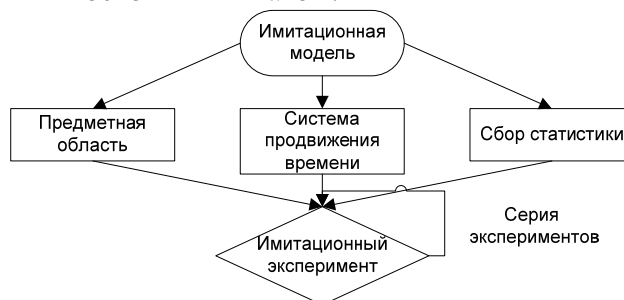 Имитационная
модель
Предметная
область
Система
продвижения
времени
Сбор статистики
Серия
экспериментов
Имитационный
эксперимент